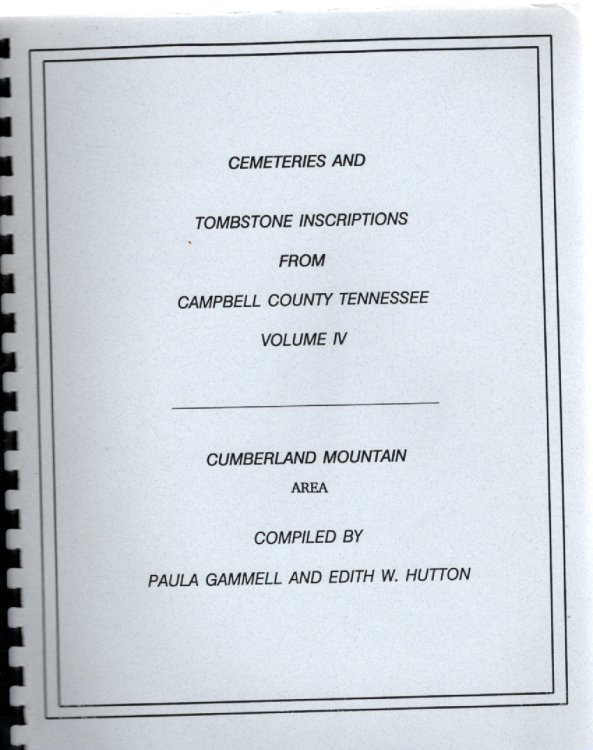 CEMETERIES AND
TOMBSTONE INSCRIPTIONS
FROM
CAMPBELL COUNTY TENNESSEE
VOLUME IV
CUMBERLAND MOUNTAIN
AREA
COMPILED BY
PAULA GAMMELL AND EDITH W. HUTTON